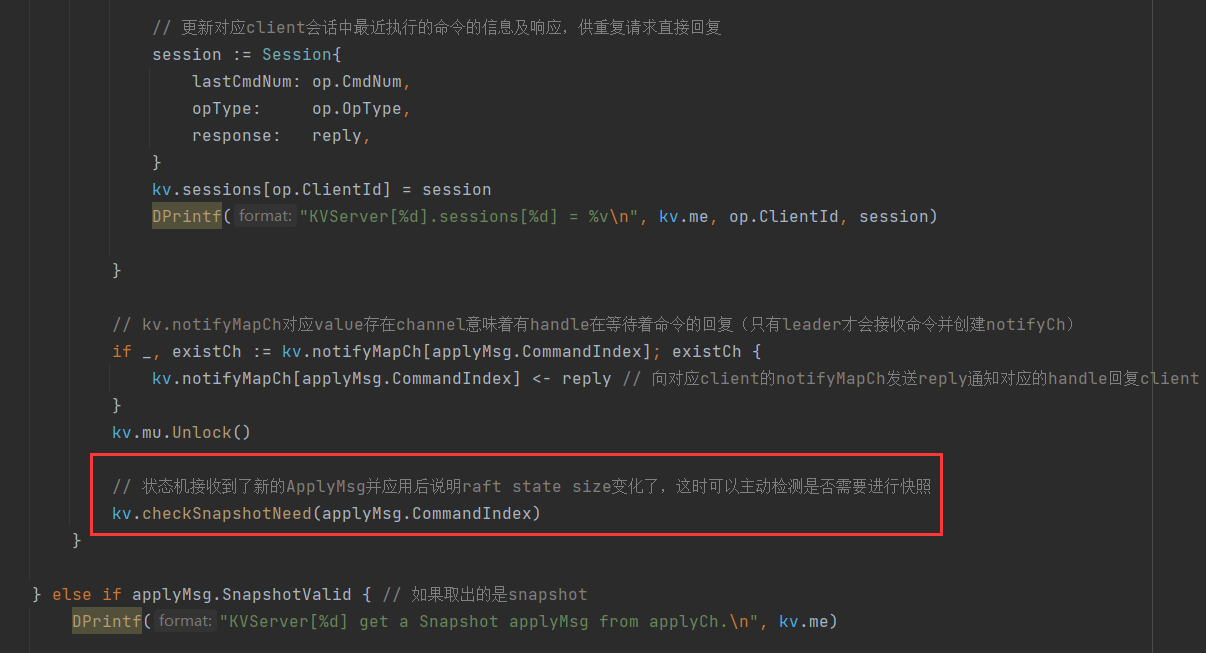 // 更新对应client会话中最近执行的命令的信息及响应，供重复请求直接回复
session := Session{
lastCmdNum: op.CmdNum,
opType: op.OpType,
response: reply,
}
kv.sessions[op.ClientId] = session
DPrintf( format: "KVServer[%d].sessions[%d] = %v\n", kv.me, op.ClientId, session)
}
// kv.notifyMapCh对应value存在channel意味着有handle在等待着命令的回复（只有leader才会接收命令并创建notifyCh）
if _, existCh := kv.notifyMapCh[applyMsg.CommandIndex]; existCh {
kv.notifyMapCh[applyMsg.CommandIndex] <- reply // 向对应client的notifyMapCh发送reply通知对应的handle回复client
}
kv.mu.Unlock()
// 状态机接收到了新的ApplyMsg并应用后说明raft state size变化了，这时可以主动检测是否需要进行快照
kv.checkSnapshotNeed(applyMsg.CommandIndex)
}
} else if applyMsg.SnapshotValid { // 如果取出的是snapshot
DPrintf( format: "KVServer[%d] get a Snapshot applyMsg from applyCh.\n", kv.me)